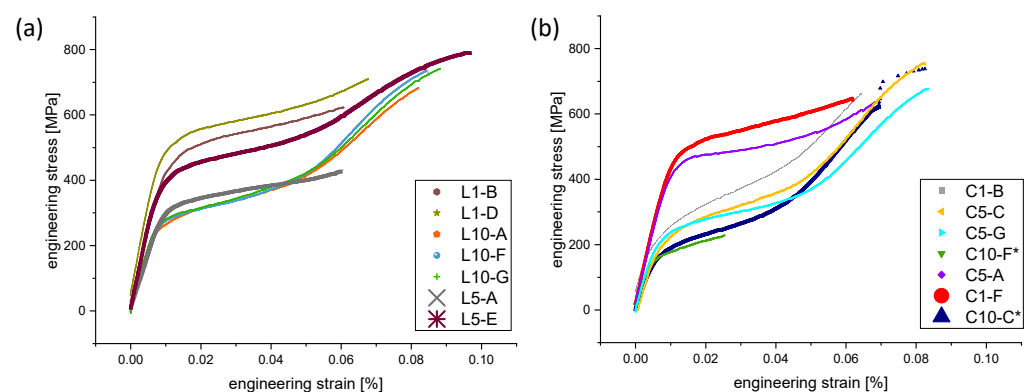 (a)
engineering stress [MPa]
800
600
400
200
0
0.00 0.02 0.04 0.06 0.08 0.10
engineering strain [%]
L1-B
L1-D
L10-A
L10-F
L10-G
L5-A
L5-E
(b)
engineering stress [MPa]
800
600
400
200
0
0.00 0.02 0.04 0.06 0.08 0.10
engineering strain [%]
C1-B
C5-C
C5-G
C10-F*
C5-A
C1-F
C10-C*